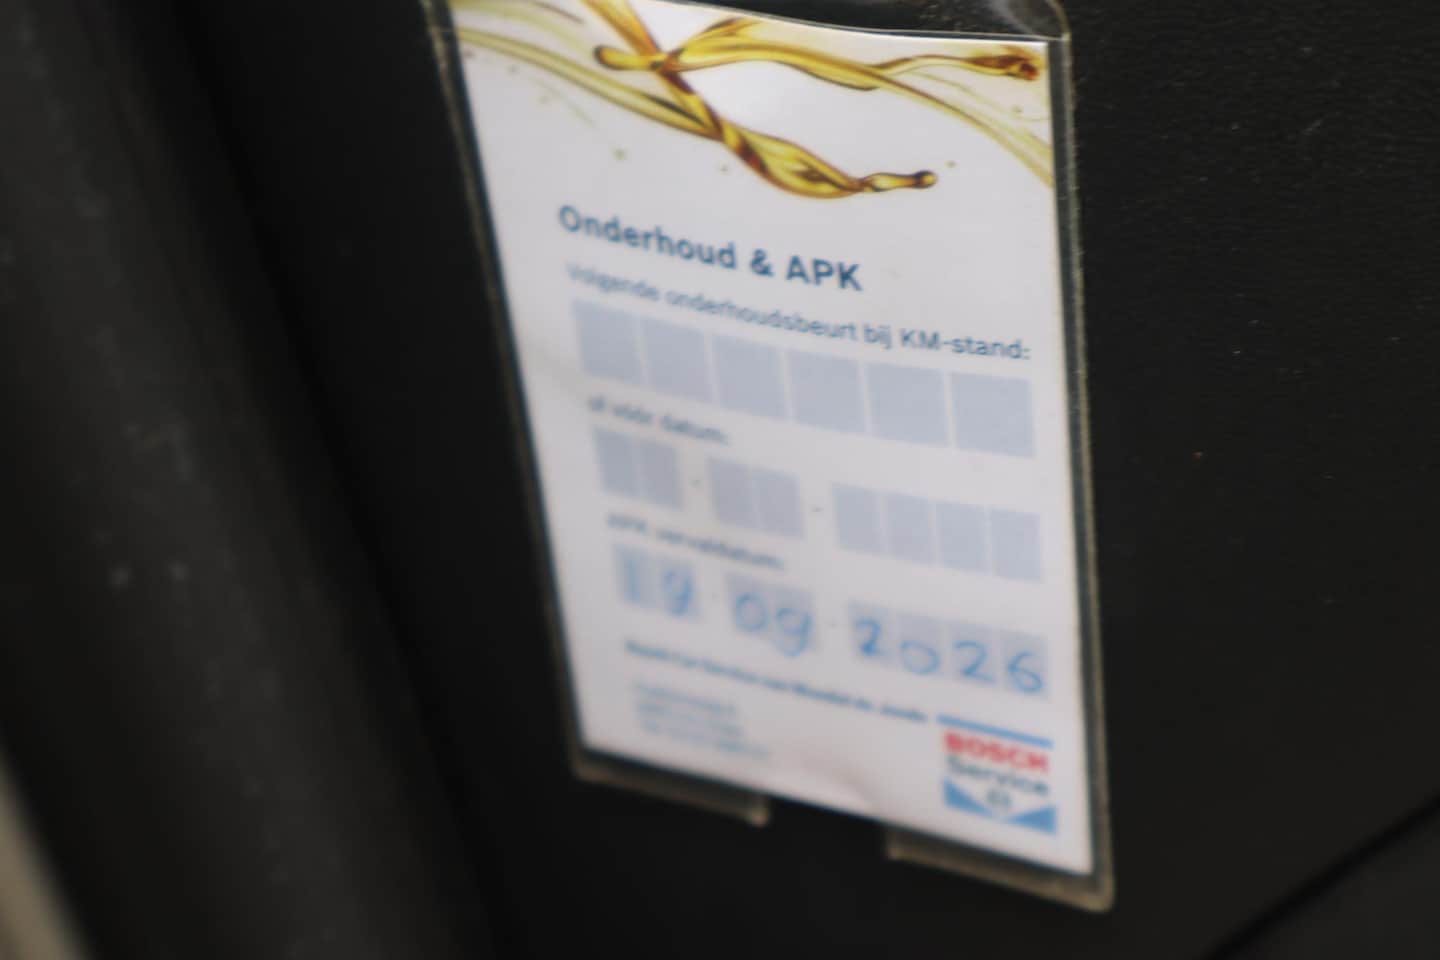 Onderhoud & APK
Volgende onderhoudsbeurt bij KM-stand:
of vóór datum:
APK vervaldatum:
19 09 2026
BOSCH
Service